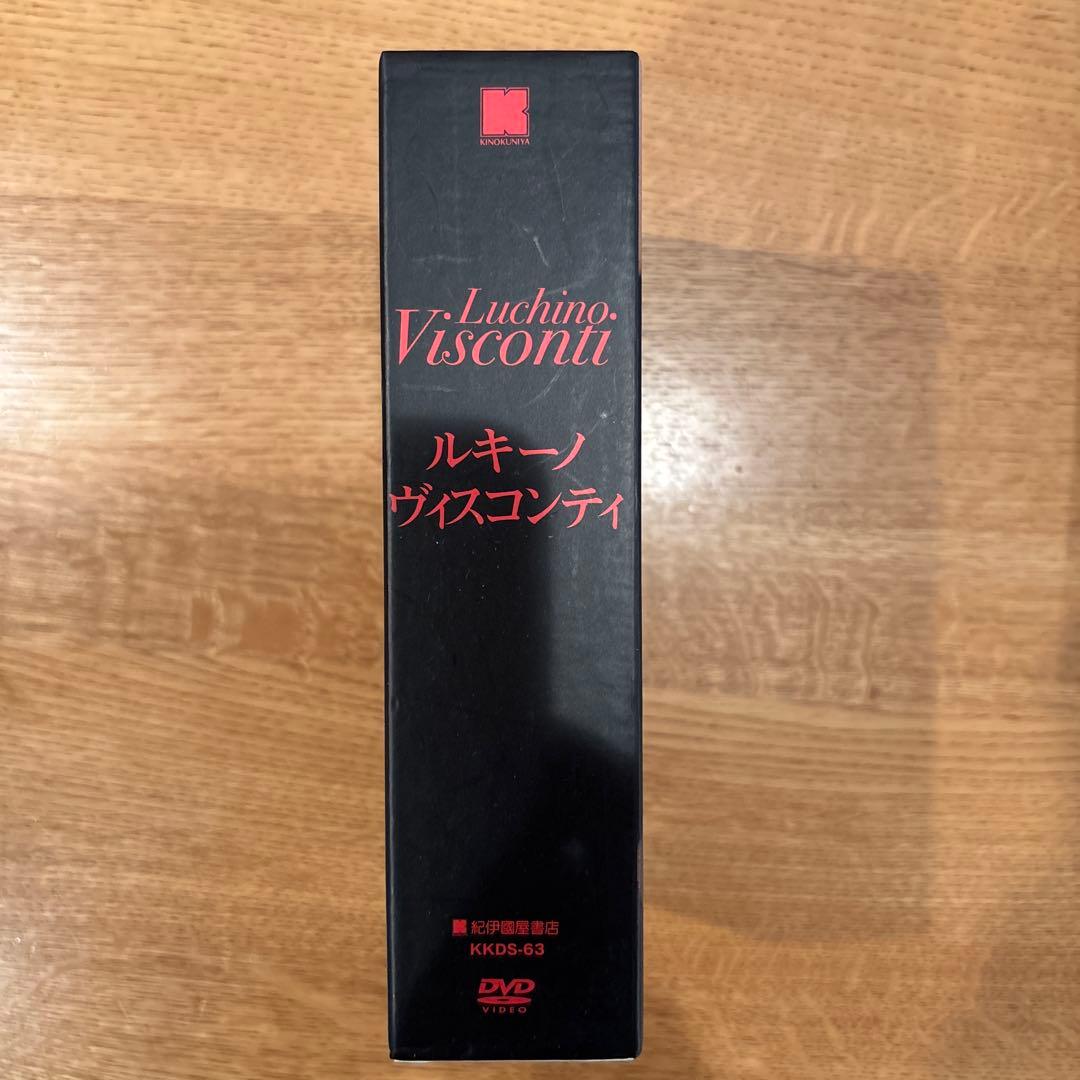 KINOKUNIYA
Luchino
Visconti
ルキーノ
ヴィスコンティ
紀伊國屋書店
KKDS-63
DVD
VIDEO